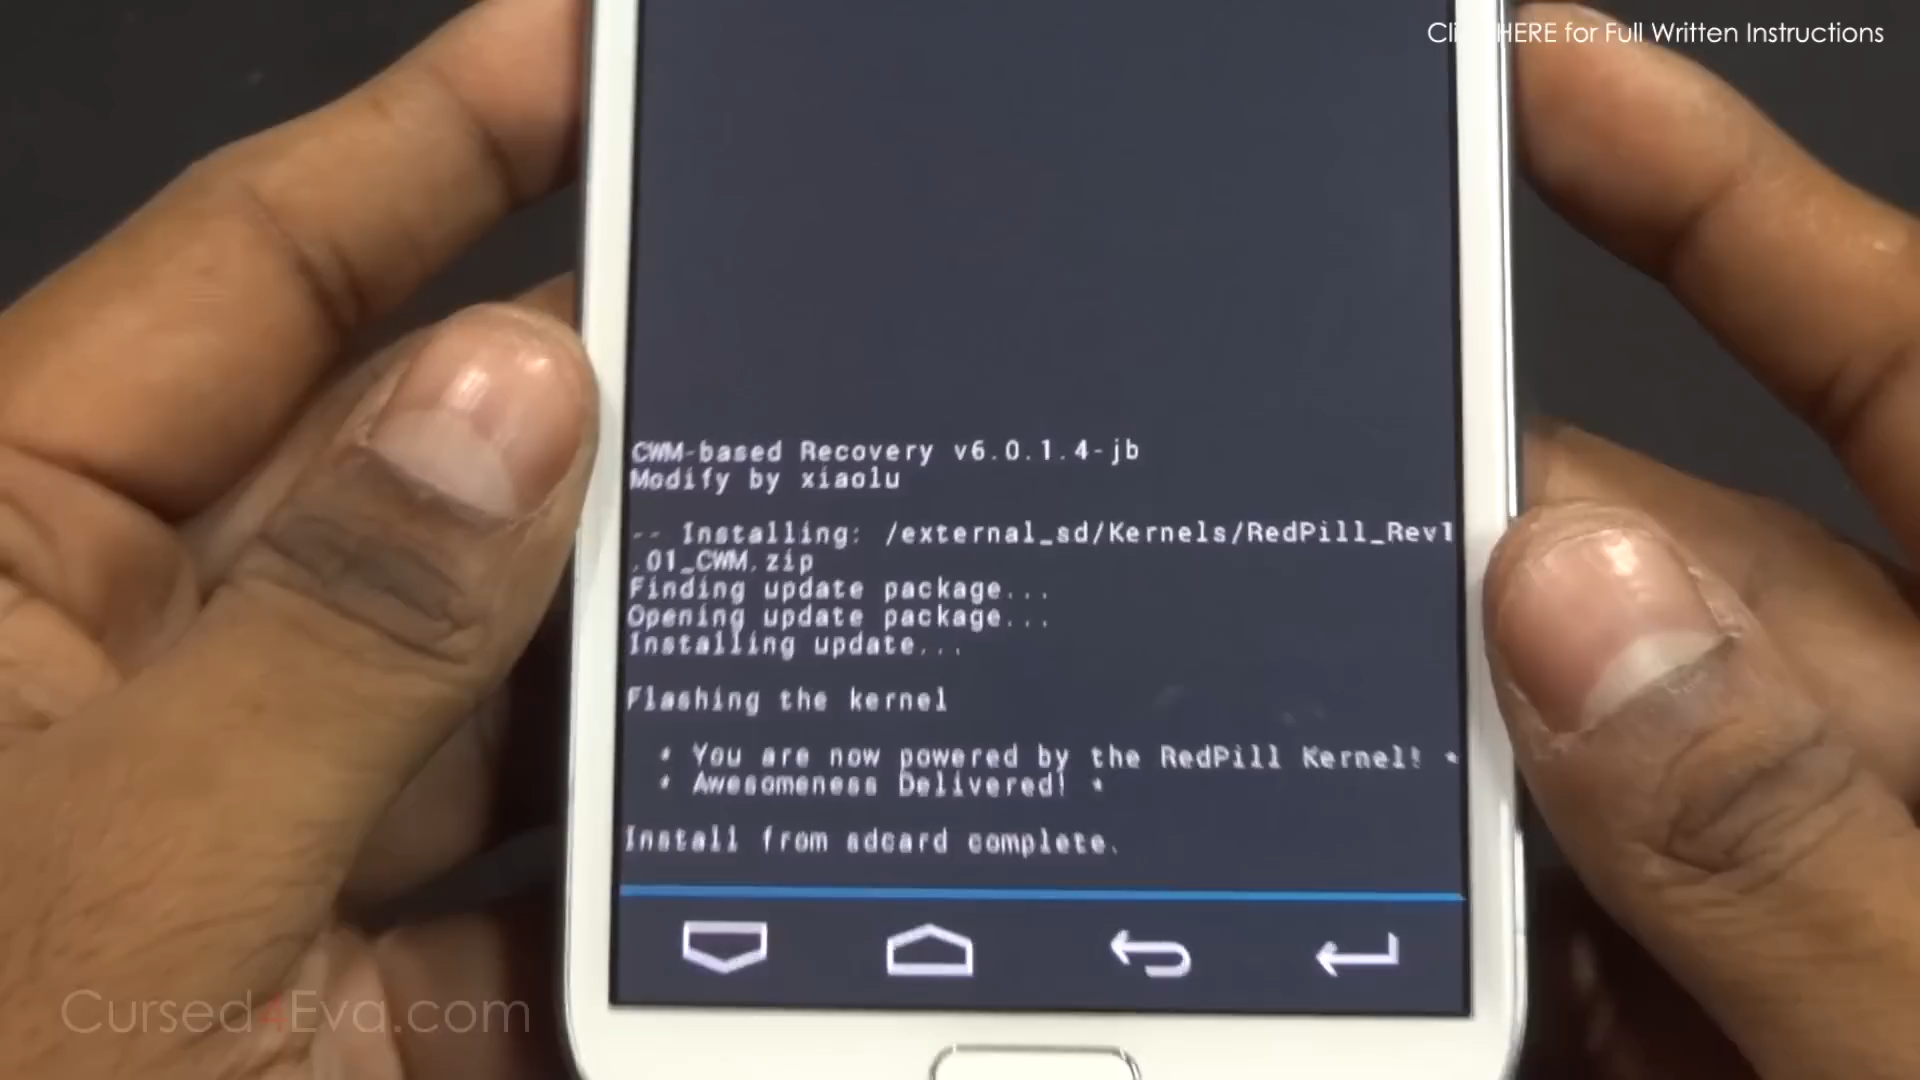 Click HERE for Full Written Instructions
CWM-based Recovery v6.0.1.4-jb
Modify by xiaolu
-- Installing: /external_sd/Kernels/RedPill_Rev1
.01_CWM.zip
Finding update package...
Opening update package...
Installing update...
Flashing the kernel
* You are now powered by the RedPill Kernel! *
* Awesomeness Delivered! *
Install from sdcard complete.
Cursed4Eva.com